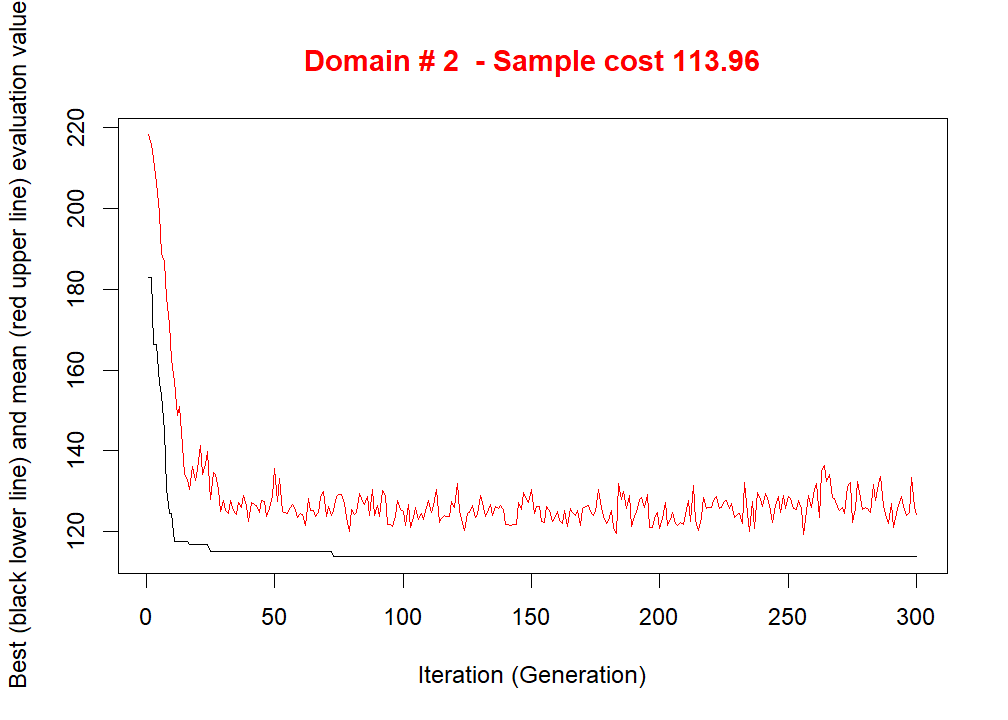 Domain # 2  - Sample cost 113.96
Best (black lower line) and mean (red upper line) evaluation value
220
200
180
160
140
120
0 50 100 150 200 250 300
Iteration (Generation)